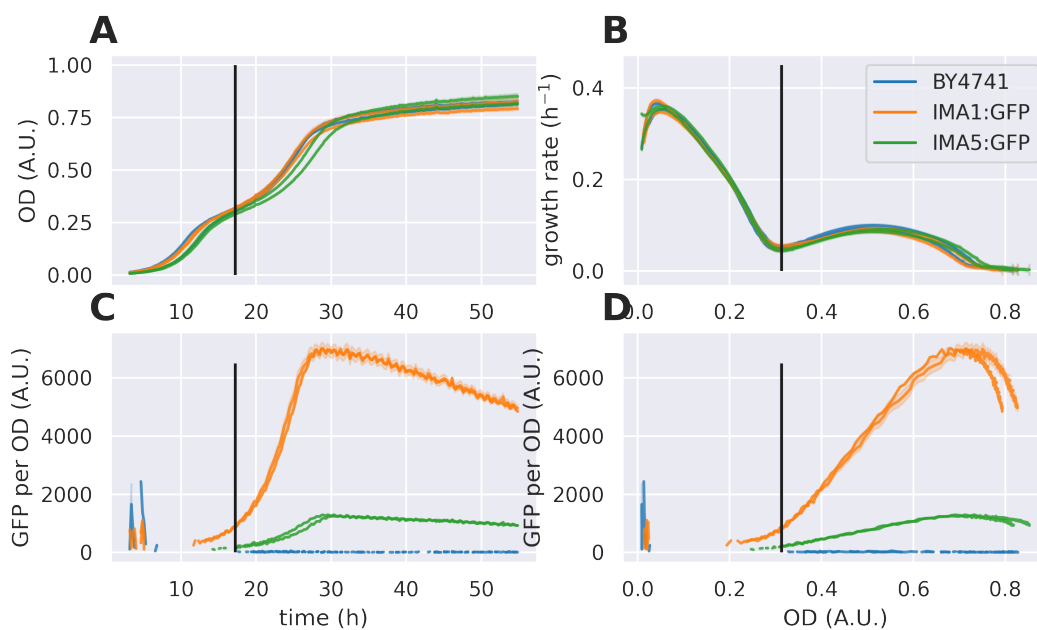 A
OD (A.U.)
1.00
0.75
0.50
0.25
0.00
10 20 30 40 50
B
growth rate (h⁻¹)
0.4
0.2
0.0
0.0 0.2 0.4 0.6 0.8
BY4741
IMA1:GFP
IMA5:GFP
C
GFP per OD (A.U.)
6000
4000
2000
0
10 20 30 40 50
time (h)
D
GFP per OD (A.U.)
6000
4000
2000
0
0.0 0.2 0.4 0.6 0.8
OD (A.U.)